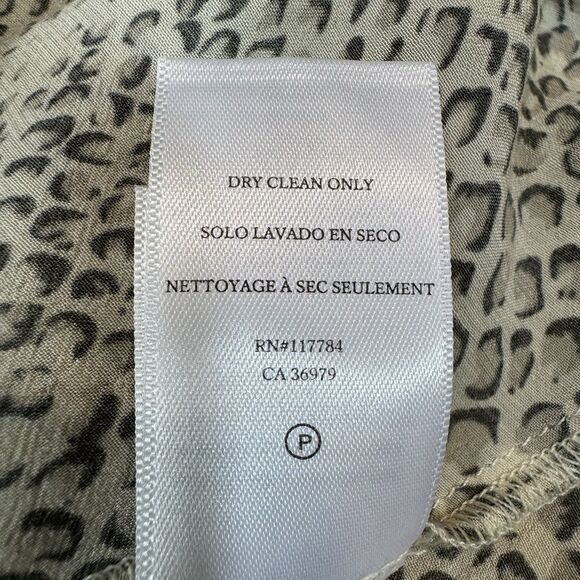 DRY CLEAN ONLY
SOLO LAVADO EN SECO
NETTOYAGE À SEC SEULEMENT
RN#117784
CA 36979
P